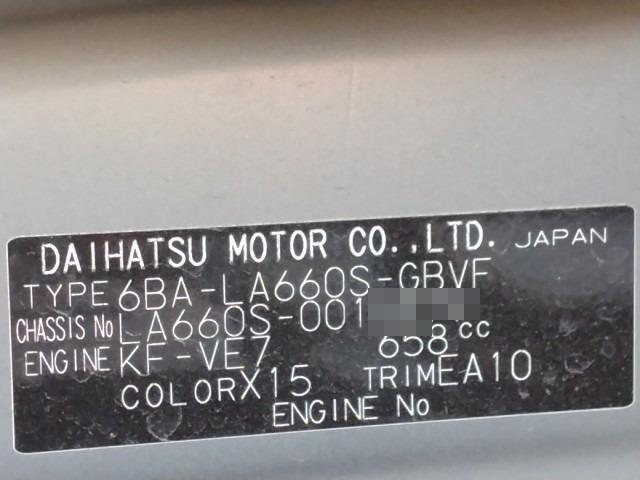 DAIHATSU MOTOR CO.,LTD. JAPAN
TYPE 6BA-LA660S-GBVF
CHASSIS No LA660S-001
ENGINE KF-VE7 658 cc
COLOR X15 TRIM EA10
ENGINE No